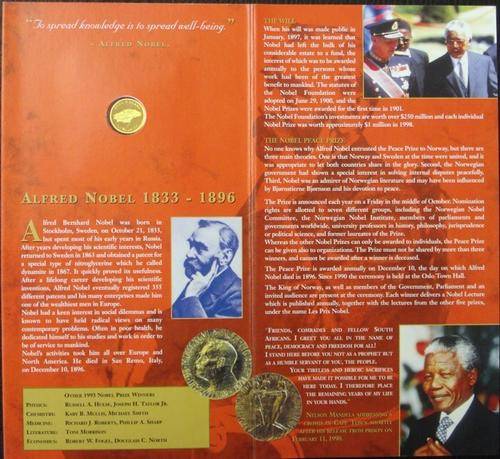 "To spread knowledge is to spread well-being."
- ALFRED NOBEL.
ALFRED NOBEL 1833 - 1896
Alfred Bernhard Nobel was born in
Stockholm, Sweden, on October 21, 1833,
but spent most of his early years in Russia.
After years developing his scientific interests, Nobel
returned to Sweden in 1863 and obtained a patent for
a special type of nitroglycerine which he called
dynamite in 1867. It quickly proved its usefulness.
After a lifelong career developing his scientific
inventions, Alfred Nobel eventually registered 355
different patents and his many enterprises made him
one of the wealthiest men in Europe.
Nobel had a keen interest in social dilemmas and is
known to have held radical views on many
contemporary problems. Often in poor health, he
dedicated himself to his studies and work in order to
be of service to mankind.
Nobel's activities took him all over Europe and
North America. He died in San Remo, Italy,
on December 10, 1896.
OTHER 1993 NOBEL PRIZE WINNERS
PHYSICS: RUSSELL A. HULSE, JOSEPH H. TAYLOR JR.
CHEMISTRY: KARY B. MULLIS, MICHAEL SMITH
MEDICINE: RICHARD J. ROBERTS, PHILLIP A. SHARP
LITERATURE: TONI MORRISON
ECONOMICS: ROBERT W. FOGEL, DOUGLASS C. NORTH
THE WILL
When his will was made public in
January, 1897, it was learned that
Nobel had left the bulk of his
considerable estate to a fund, the
interest of which was to be awarded
annually to the persons whose
work had been of the greatest
benefit to mankind. The statutes
of the Nobel Foundation were
adopted on June 29, 1900, and the
Nobel Prizes were awarded for the first time in 1901.
The Nobel Foundation's investments are worth over $250 million and each individual
Nobel Prize was worth approximately $1 million in 1998.
THE NOBEL PEACE PRIZE
No one knows why Alfred Nobel entrusted the Peace Prize to Norway, but there are
three main theories. One is that Norway and Sweden at the time were united, and it
was appropriate to let both countries share in the glory. Second, the Norwegian
government had shown a special interest in solving internal disputes peacefully.
Third, Nobel was an admirer of Norwegian literature and may have been influenced
by Bjørnstjerne Bjørnson and his devotion to peace.
The Prize is announced each year on a Friday in the middle of October. Nomination
rights are allotted to seven different groups, including the Norwegian Nobel
Committee, the Norwegian Nobel Institute, members of parliaments and
governments worldwide, university professors in history, philosophy, jurisprudence
or political science, and former laureates of the Prize.
Whereas the other Nobel Prizes can only be awarded to individuals, the Peace Prize
can be given also to organizations. The Prize must not be shared by more than three
winners, and cannot be awarded after a winner is deceased.
The Peace Prize is awarded annually on December 10, the day on which Alfred
Nobel died in 1896. Since 1990 the ceremony is held at the Oslo Town Hall.
The King of Norway, as well as members of the Government, Parliament and an
invited audience are present at the ceremony. Each winner delivers a Nobel Lecture
which is published annually, together with the lectures from the other five prizes,
under the name Les Prix Nobel.
"FRIENDS, COMRADES AND FELLOW SOUTH
AFRICANS. I GREET YOU ALL IN THE NAME OF
PEACE, DEMOCRACY AND FREEDOM FOR ALL!
I STAND HERE BEFORE YOU NOT AS A PROPHET BUT
AS A HUMBLE SERVANT OF YOU, THE PEOPLE.
YOUR TIRELESS AND HEROIC SACRIFICES
HAVE MADE IT POSSIBLE FOR ME TO BE
HERE TODAY. I THEREFORE PLACE
THE REMAINING YEARS OF MY LIFE
IN YOUR HANDS."
NELSON MANDELA ADDRESSING A
CROWD IN CAPE TOWN, SHORTLY
AFTER HIS RELEASE FROM PRISON ON
FEBRUARY 11, 1990.